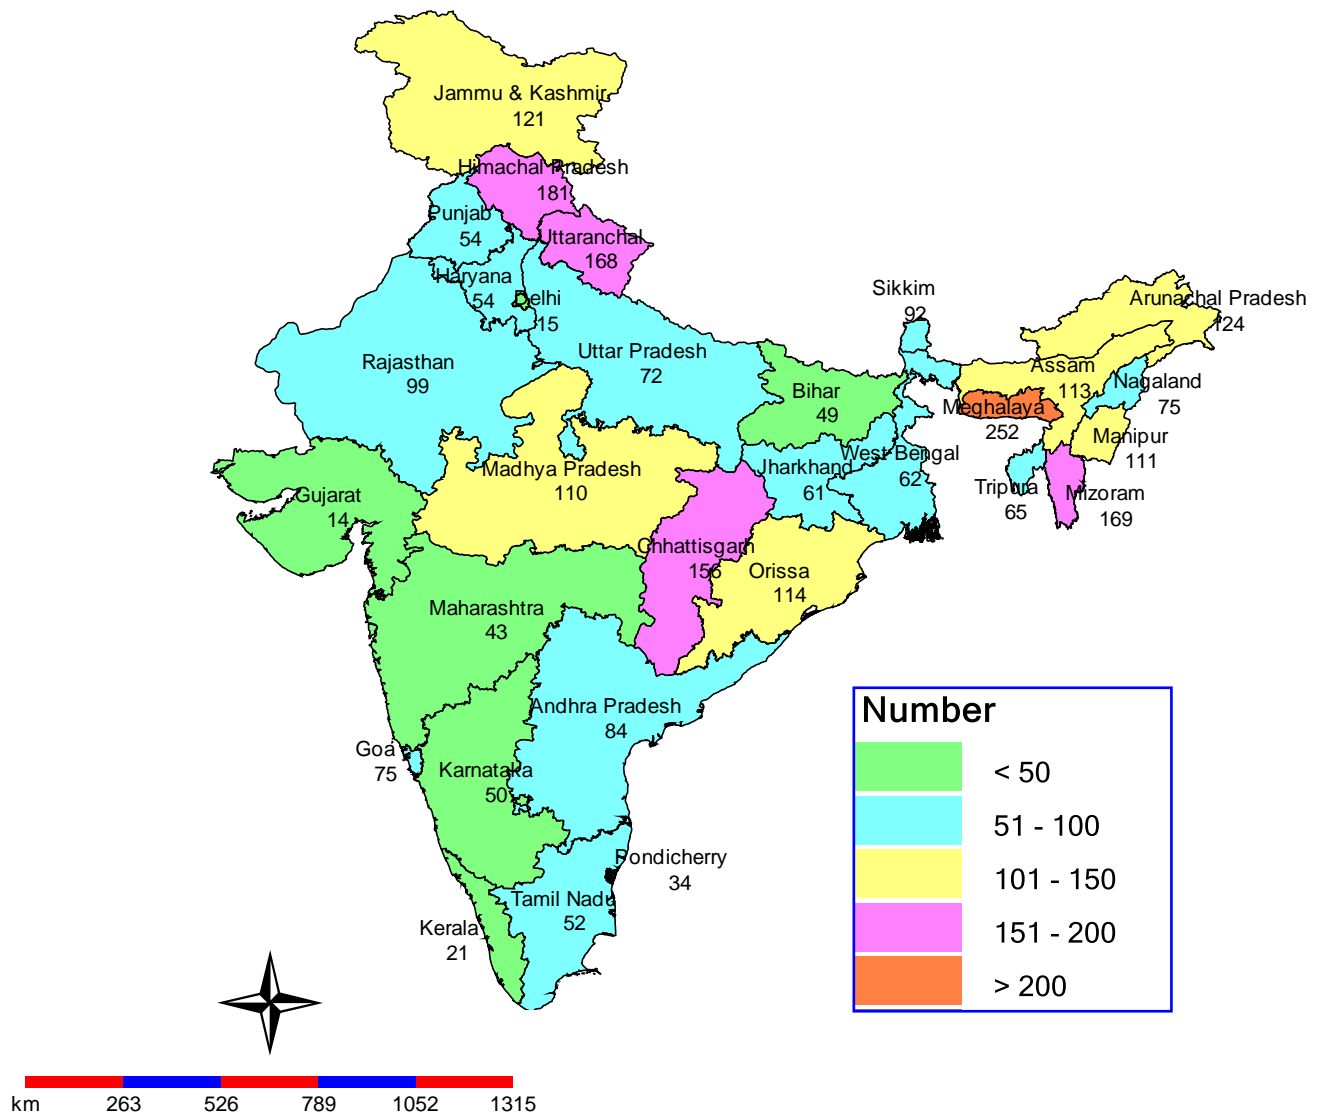 Jammu & Kashmir
121
Himachal Pradesh
181
Punjab
54
Uttaranchal
168
Haryana
54
Delhi
15
Rajasthan
99
Uttar Pradesh
72
Bihar
49
Sikkim
92
Arunachal Pradesh
124
Assam
113
Nagaland
75
Meghalaya
252
Manipur
111
Tripura
65
Mizoram
169
West Bengal
62
Jharkhand
61
Madhya Pradesh
110
Gujarat
14
Chhattisgarh
156
Orissa
114
Maharashtra
43
Andhra Pradesh
84
Goa
75
Karnataka
50
Pondicherry
34
Tamil Nadu
52
Kerala
21
Number
< 50
51 - 100
101 - 150
151 - 200
> 200
km 263 526 789 1052 1315